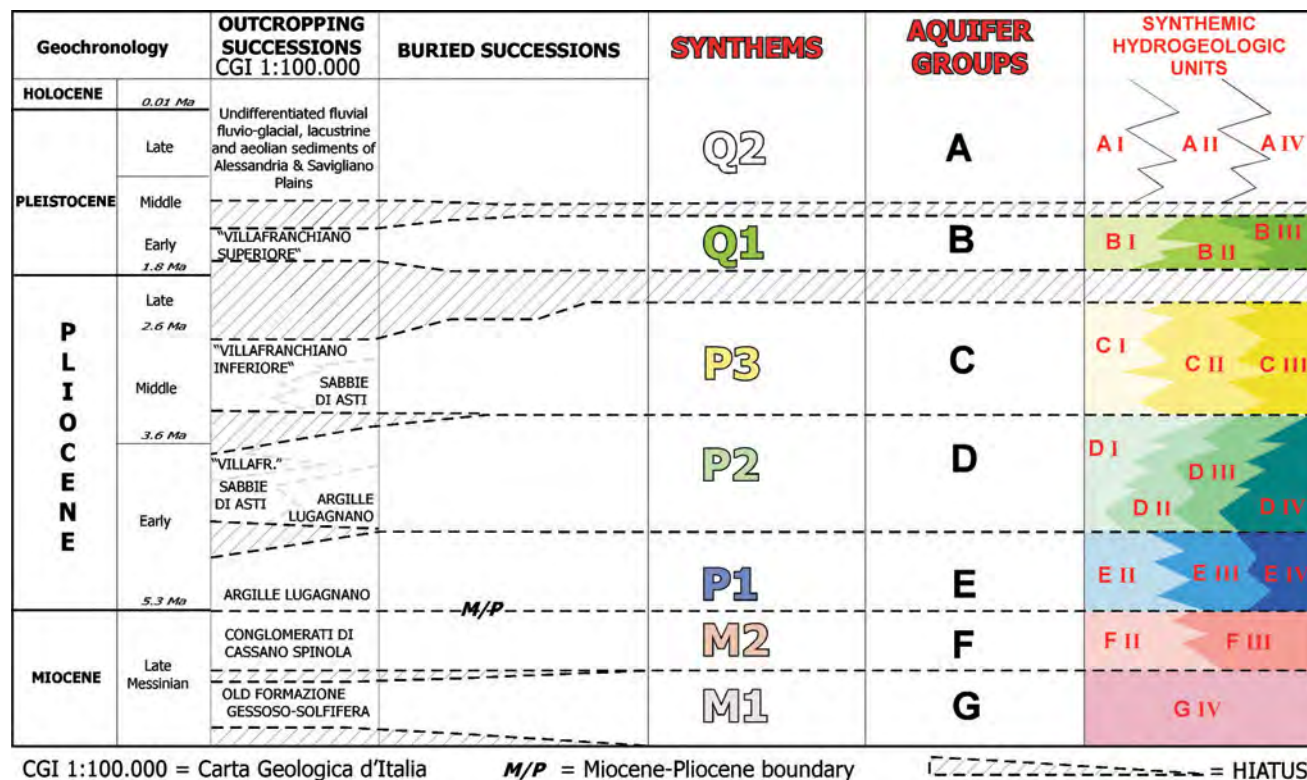 Geochronology
OUTCROPPING
SUCCESSIONS
CGI 1:100.000
BURIED SUCCESSIONS
SYNTHEMS
AQUIFER
GROUPS
SYNTHEMIC
HYDROGEOLOGIC
UNITS
HOLOCENE
0.01 Ma
PLEISTOCENE
Late
Middle
Early
1.8 Ma
Undifferentiated fluvial
fluvio-glacial, lacustrine
and aeolian sediments of
Alessandria & Savigliano
Plains
"VILLAFRANCHIANO
SUPERIORE"
Q2
A
A I
A II
A IV
Q1
B
B I
B II
B III
PLIOCENE
Late
2.6 Ma
Middle
3.6 Ma
Early
5.3 Ma
"VILLAFRANCHIANO
INFERIORE"
SABBIE
DI ASTI
P3
C
C I
C II
C III
"VILLAFR."
SABBIE
DI ASTI
ARGILLE
LUGAGNANO
P2
D
D I
D III
D II
D IV
ARGILLE LUGAGNANO
M/P
P1
E
E II
E III
E IV
MIOCENE
Late
Messinian
CONGLOMERATI DI
CASSANO SPINOLA
M2
F
F II
F III
OLD FORMAZIONE
GESSOSO-SOLFIFERA
M1
G
G IV
CGI 1:100.000 = Carta Geologica d'Italia
M/P = Miocene-Pliocene boundary
= HIATUS